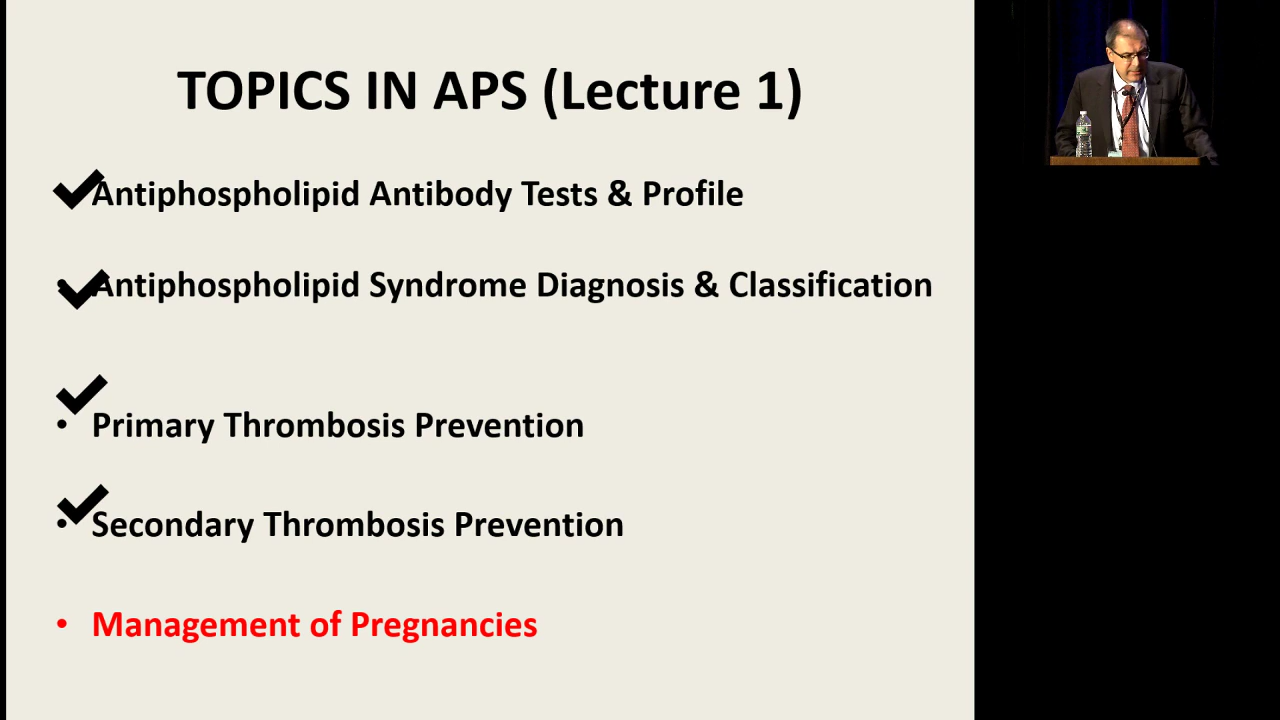 TOPICS IN APS (Lecture 1)
Antiphospholipid Antibody Tests & Profile
• Antiphospholipid Syndrome Diagnosis & Classification
• Primary Thrombosis Prevention
• Secondary Thrombosis Prevention
• Management of Pregnancies